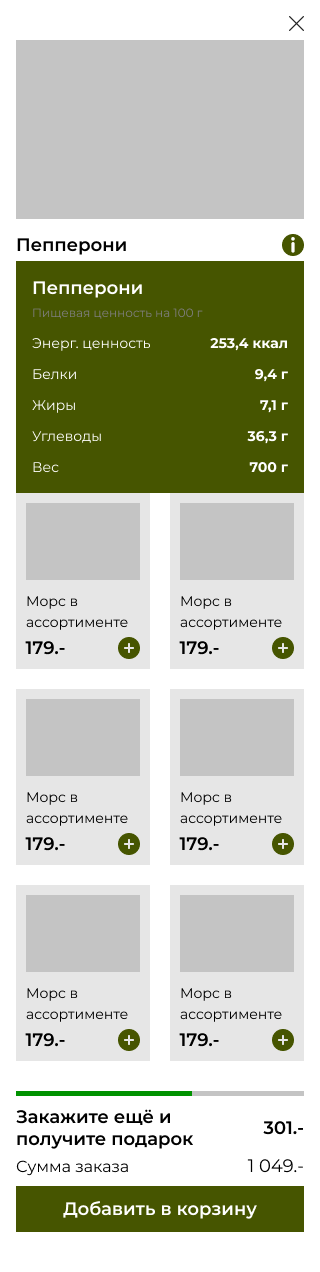 Пепперони
Пепперони
Пищевая ценность на 100 г
Энерг. ценность 253,4 ккал
Белки 9,4 г
Жиры 7,1 г
Углеводы 36,3 г
Вес 700 г
Морс в
ассортименте
179.-
Морс в
ассортименте
179.-
Морс в
ассортименте
179.-
Морс в
ассортименте
179.-
Морс в
ассортименте
179.-
Морс в
ассортименте
179.-
Закажите ещё и
получите подарок
301.-
Сумма заказа 1 049.-
Добавить в корзину